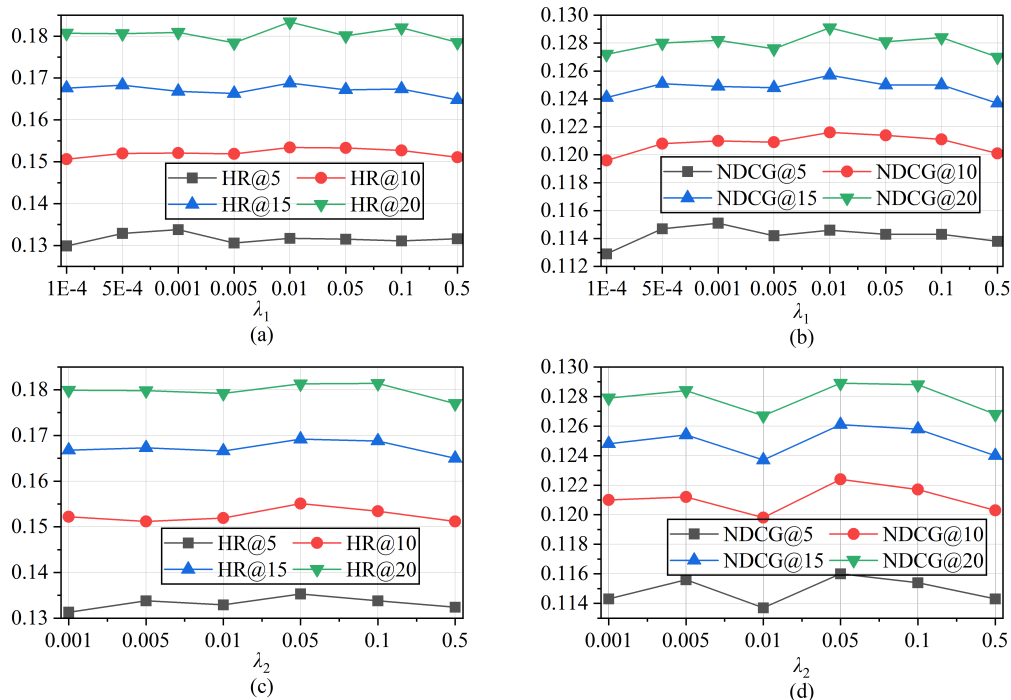 0.18
0.17
0.16
0.15
0.14
0.13
HR@5 HR@10
HR@15 HR@20
1E-4 5E-4 0.001 0.005 0.01 0.05 0.1 0.5
λ1
(a)
0.130
0.128
0.126
0.124
0.122
0.120
0.118
0.116
0.114
0.112
NDCG@5 NDCG@10
NDCG@15 NDCG@20
1E-4 5E-4 0.001 0.005 0.01 0.05 0.1 0.5
λ1
(b)
0.18
0.17
0.16
0.15
0.14
0.13
HR@5 HR@10
HR@15 HR@20
0.001 0.005 0.01 0.05 0.1 0.5
λ2
(c)
0.130
0.128
0.126
0.124
0.122
0.120
0.118
0.116
0.114
NDCG@5 NDCG@10
NDCG@15 NDCG@20
0.001 0.005 0.01 0.05 0.1 0.5
λ2
(d)